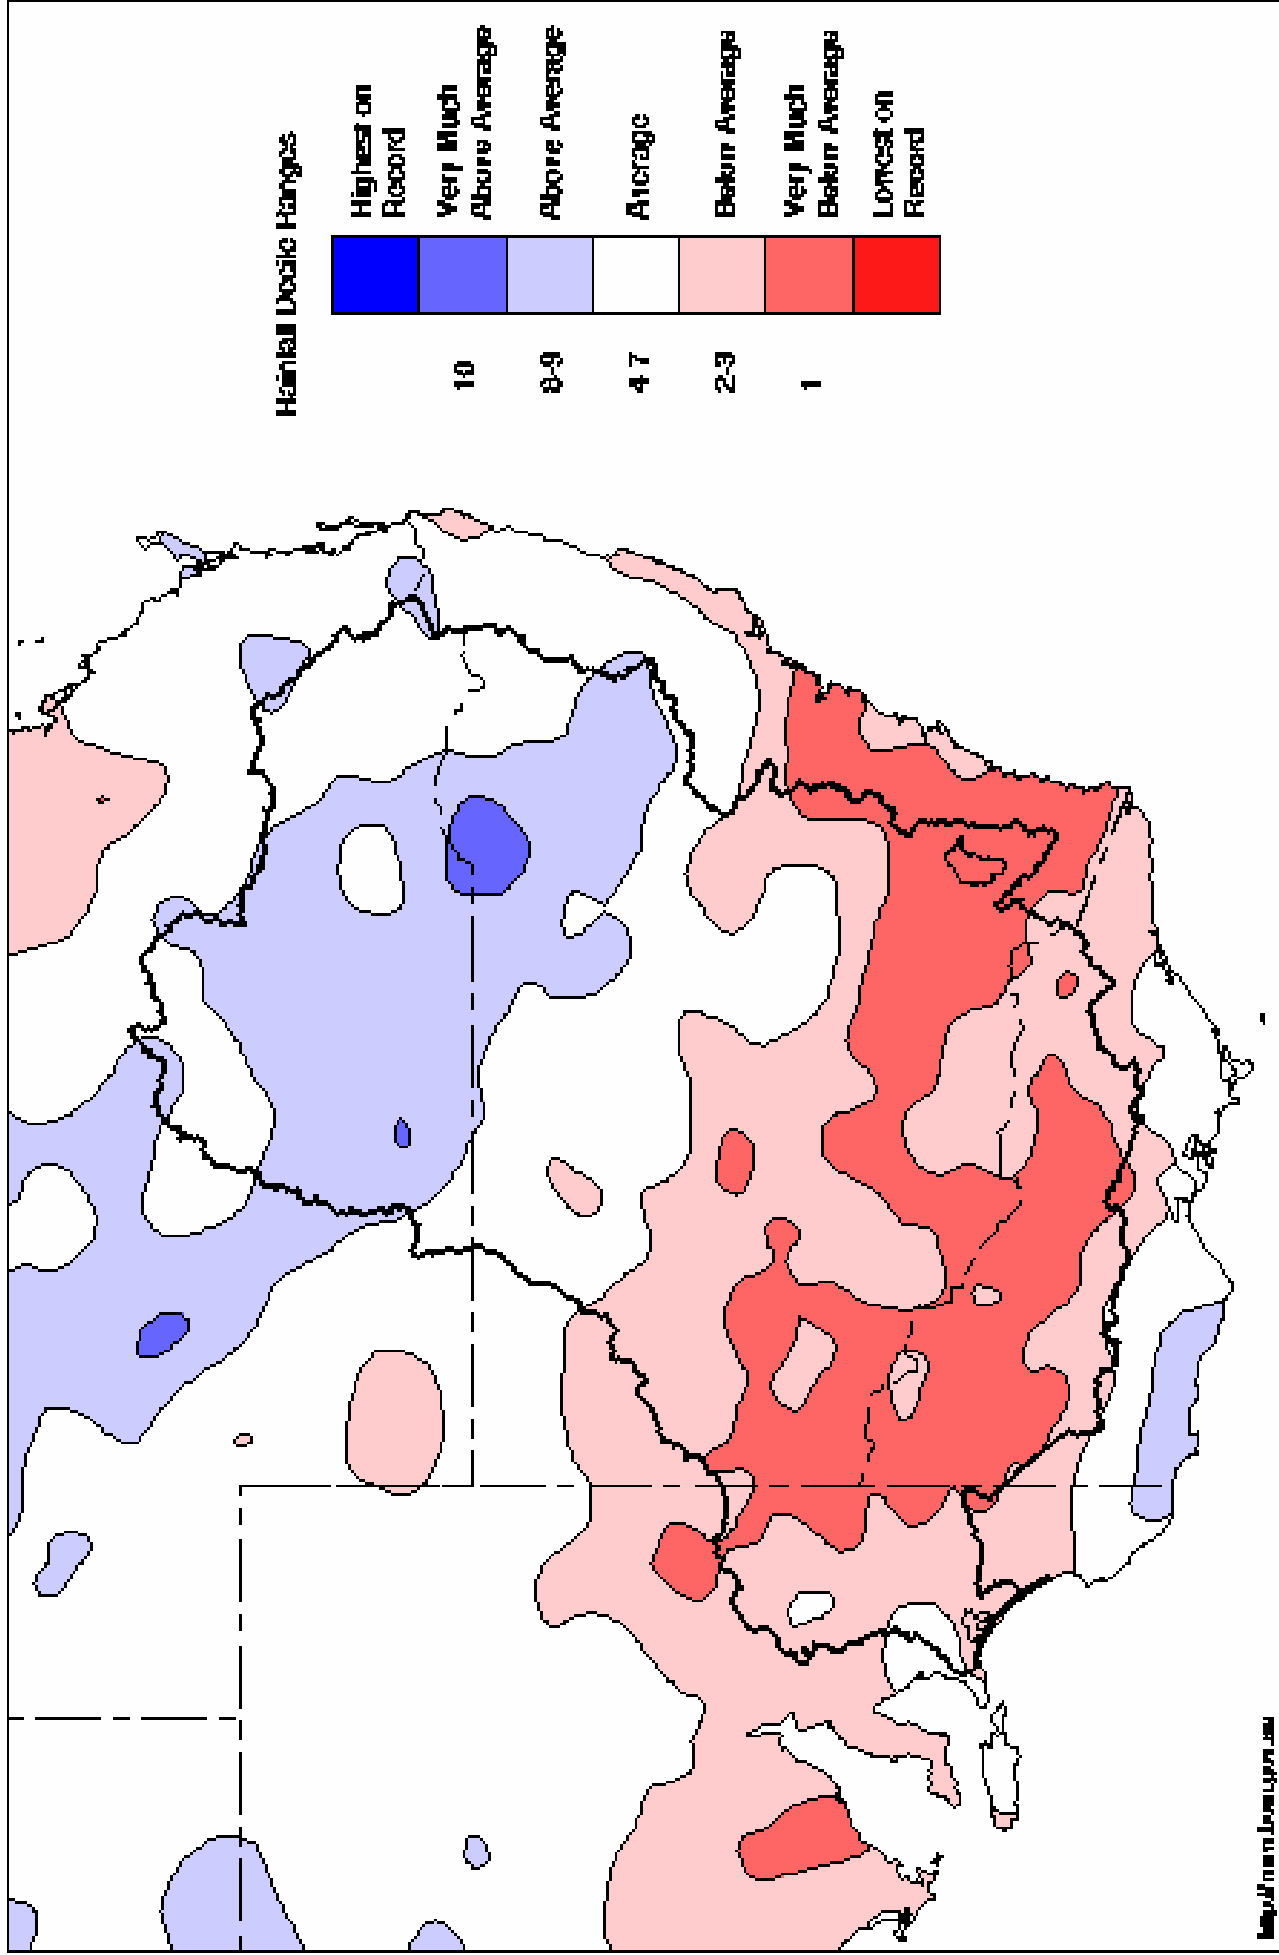 Rainfall Decile Ranges
Highest on
Record
10
Very Much
Above Average
8-9
Above Average
4-7
Average
2-3
Below Average
1
Very Much
Below Average
Lowest on
Record